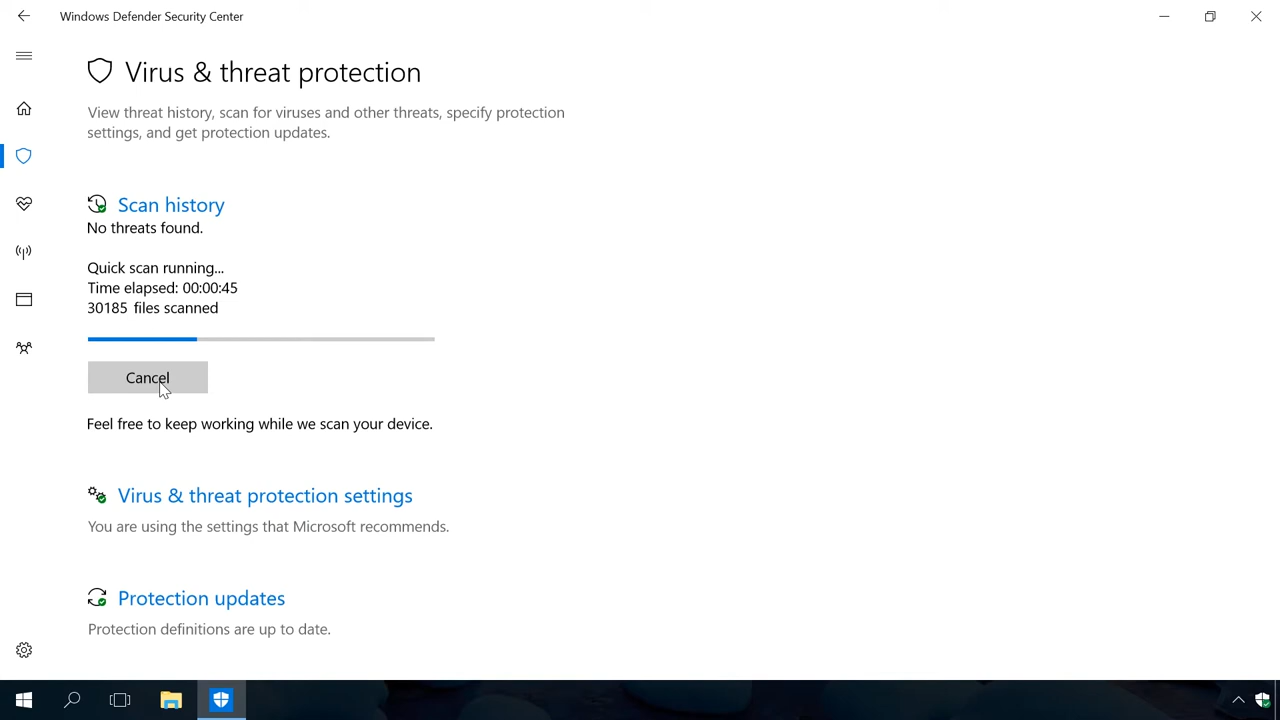 Windows Defender Security Center
Virus & threat protection
View threat history, scan for viruses and other threats, specify protection
settings, and get protection updates.
Scan history
No threats found.
Quick scan running...
Time elapsed: 00:00:45
30185 files scanned
Cancel
Feel free to keep working while we scan your device.
Virus & threat protection settings
You are using the settings that Microsoft recommends.
Protection updates
Protection definitions are up to date.